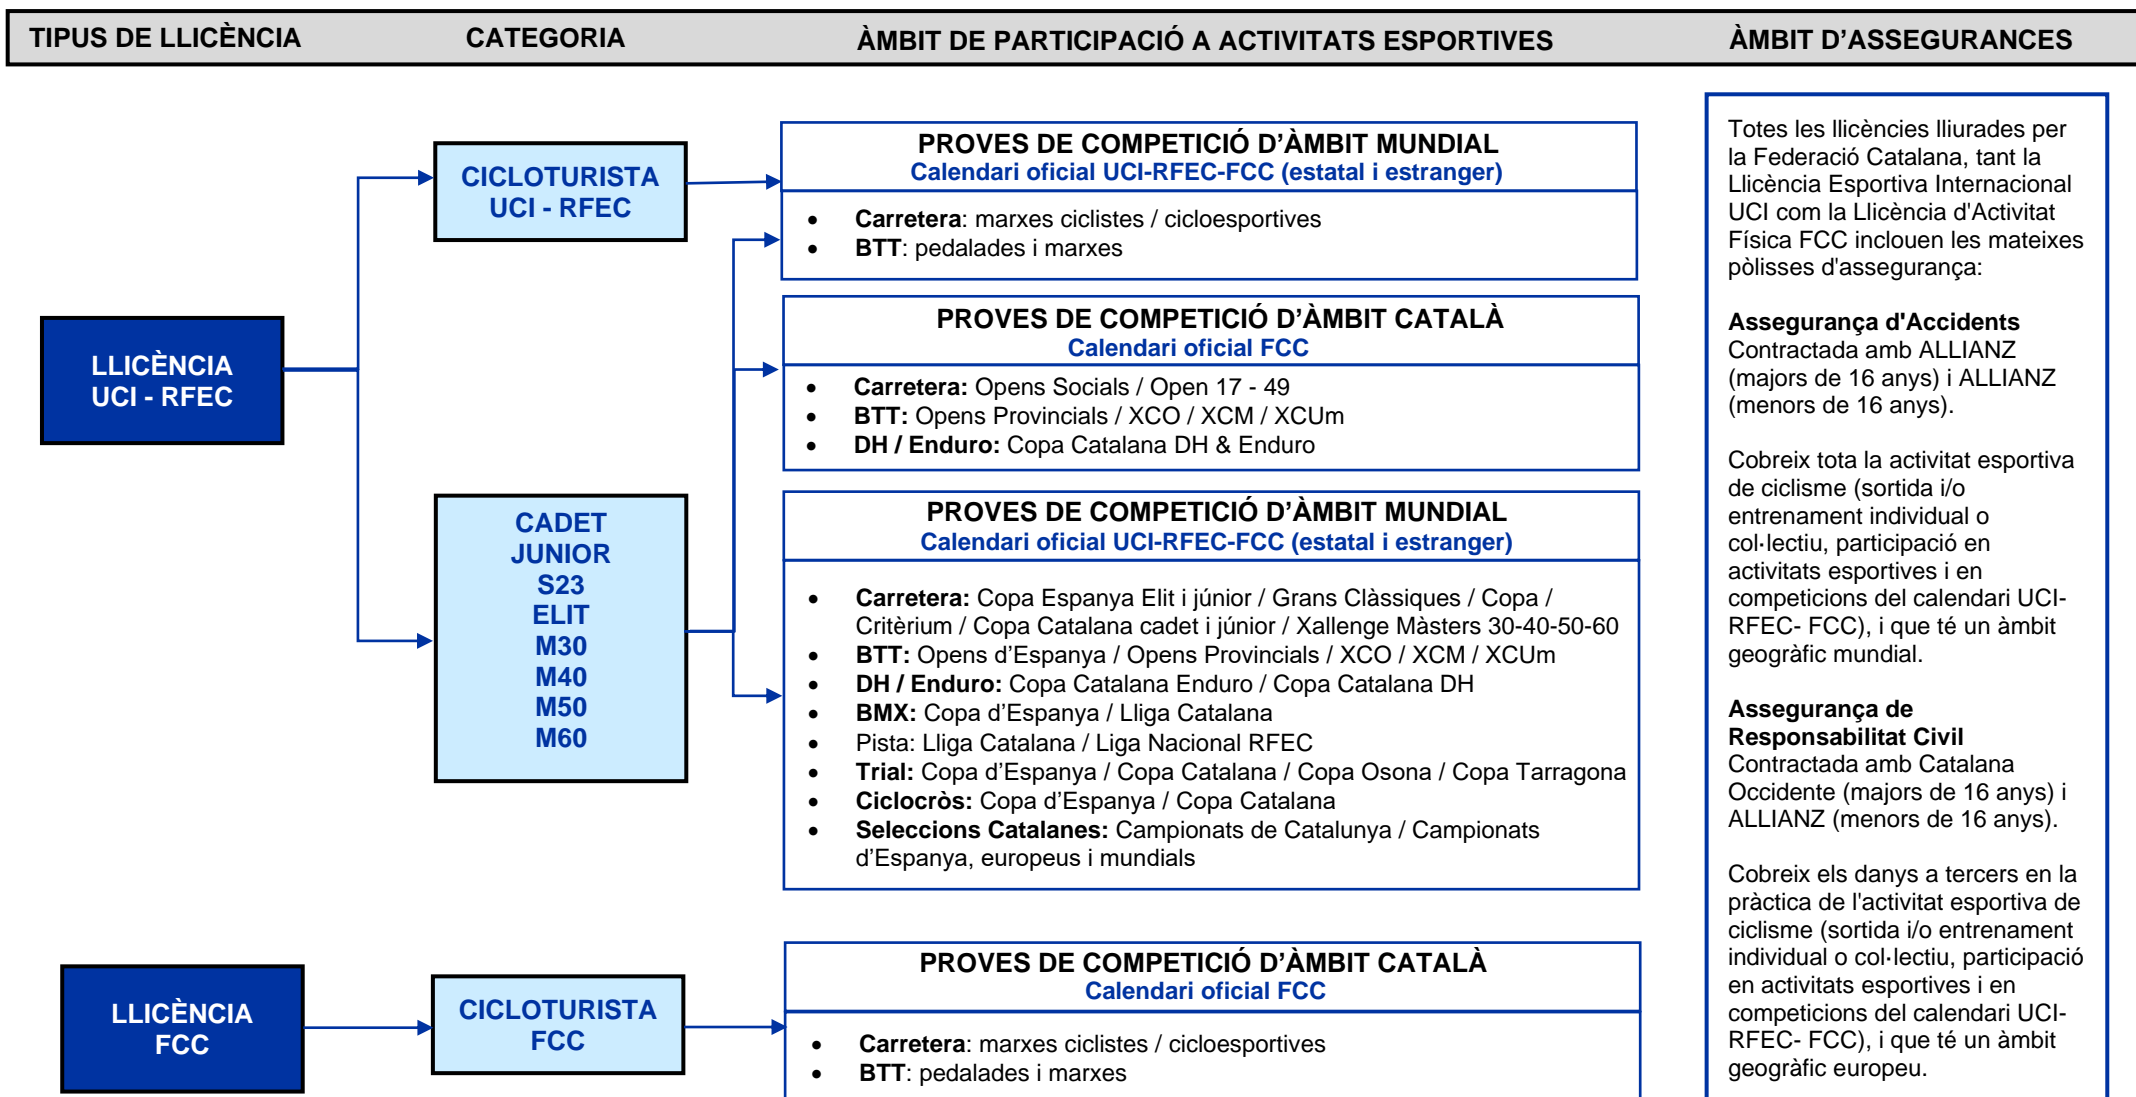 TIPUS DE LLICÈNCIA
CATEGORIA
ÀMBIT DE PARTICIPACIÓ A ACTIVITATS ESPORTIVES
ÀMBIT D’ASSEGURANCES
LLICÈNCIA
UCI - RFEC
CICLOTURISTA
UCI - RFEC
PROVES DE COMPETICIÓ D’ÀMBIT MUNDIAL
Calendari oficial UCI-RFEC-FCC (estatal i estranger)
• Carretera: marxes ciclistes / cicloesportives
• BTT: pedalades i marxes
PROVES DE COMPETICIÓ D’ÀMBIT CATALÀ
Calendari oficial FCC
• Carretera: Opens Socials / Open 17 - 49
• BTT: Opens Provincials / XCO / XCM / XCUm
• DH / Enduro: Copa Catalana DH & Enduro
CADET
JUNIOR
S23
ELIT
M30
M40
M50
M60
PROVES DE COMPETICIÓ D’ÀMBIT MUNDIAL
Calendari oficial UCI-RFEC-FCC (estatal i estranger)
• Carretera: Copa Espanya Elit i júnior / Grans Clàssiques / Copa /
Critèrium / Copa Catalana cadet i júnior / Xallenge Màsters 30-40-50-60
• BTT: Opens d’Espanya / Opens Provincials / XCO / XCM / XCUm
• DH / Enduro: Copa Catalana Enduro / Copa Catalana DH
• BMX: Copa d’Espanya / Lliga Catalana
• Pista: Lliga Catalana / Liga Nacional RFEC
• Trial: Copa d’Espanya / Copa Catalana / Copa Osona / Copa Tarragona
• Ciclocròs: Copa d’Espanya / Copa Catalana
• Seleccions Catalanes: Campionats de Catalunya / Campionats
d’Espanya, europeus i mundials
LLICÈNCIA
FCC
CICLOTURISTA
FCC
PROVES DE COMPETICIÓ D’ÀMBIT CATALÀ
Calendari oficial FCC
• Carretera: marxes ciclistes / cicloesportives
• BTT: pedalades i marxes
Totes les llicències lliurades per
la Federació Catalana, tant la
Llicència Esportiva Internacional
UCI com la Llicència d'Activitat
Física FCC inclouen les mateixes
pòlisses d'assegurança:
Assegurança d'Accidents
Contractada amb ALLIANZ
(majors de 16 anys) i ALLIANZ
(menors de 16 anys).
Cobreix tota la activitat esportiva
de ciclisme (sortida i/o
entrenament individual o
col·lectiu, participació en
activitats esportives i en
competicions del calendari UCI-
RFEC- FCC), i que té un àmbit
geogràfic mundial.
Assegurança de
Responsabilitat Civil
Contractada amb Catalana
Occidente (majors de 16 anys) i
ALLIANZ (menors de 16 anys).
Cobreix els danys a tercers en la
pràctica de l'activitat esportiva de
ciclisme (sortida i/o entrenament
individual o col·lectiu, participació
en activitats esportives i en
competicions del calendari UCI-
RFEC- FCC), i que té un àmbit
geogràfic europeu.